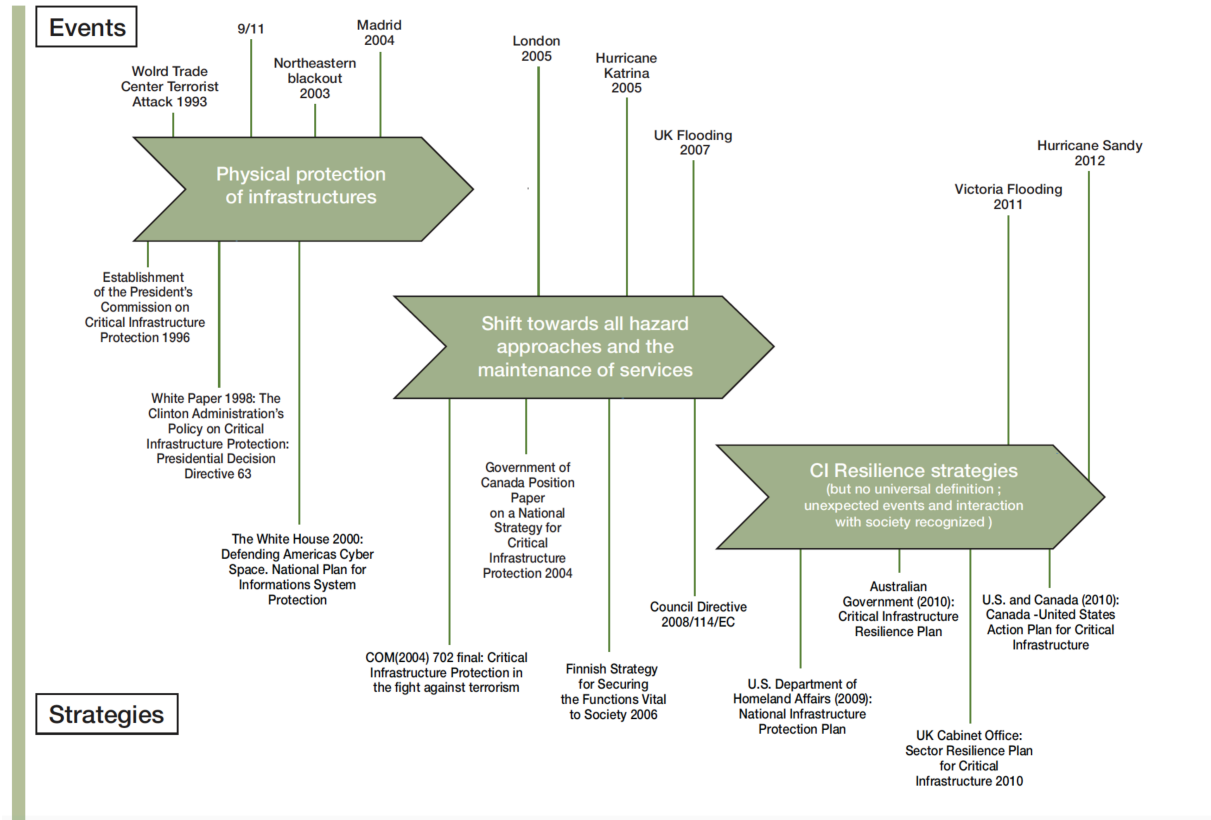 Events
Wolrd Trade
Center Terrorist
Attack 1993
9/11
Northeastern
blackout
2003
Madrid
2004
London
2005
Hurricane
Katrina
2005
UK Flooding
2007
Victoria Flooding
2011
Hurricane Sandy
2012
Physical protection
of infrastructures
Establishment
of the President's
Commission on
Critical Infrastructure
Protection 1996
White Paper 1998: The
Clinton Administration's
Policy on Critical
Infrastructure Protection:
Presidential Decision
Directive 63
The White House 2000:
Defending Americas Cyber
Space. National Plan for
Informations System
Protection
Shift towards all hazard
approaches and the
maintenance of services
COM(2004) 702 final: Critical
Infrastructure Protection in
the fight against terrorism
Government of
Canada Position
Paper
on a National
Strategy for
Critical
Infrastructure
Protection 2004
Finnish Strategy
for Securing
the Functions Vital
to Society 2006
Council Directive
2008/114/EC
CI Resilience strategies
(but no universal definition ;
unexpected events and interaction
with society recognized )
U.S. Department of
Homeland Affairs (2009):
National Infrastructure
Protection Plan
Australian
Government (2010):
Critical Infrastructure
Resilience Plan
UK Cabinet Office:
Sector Resilience Plan
for Critical
Infrastructure 2010
U.S. and Canada (2010):
Canada -United States
Action Plan for Critical
Infrastructure
Strategies